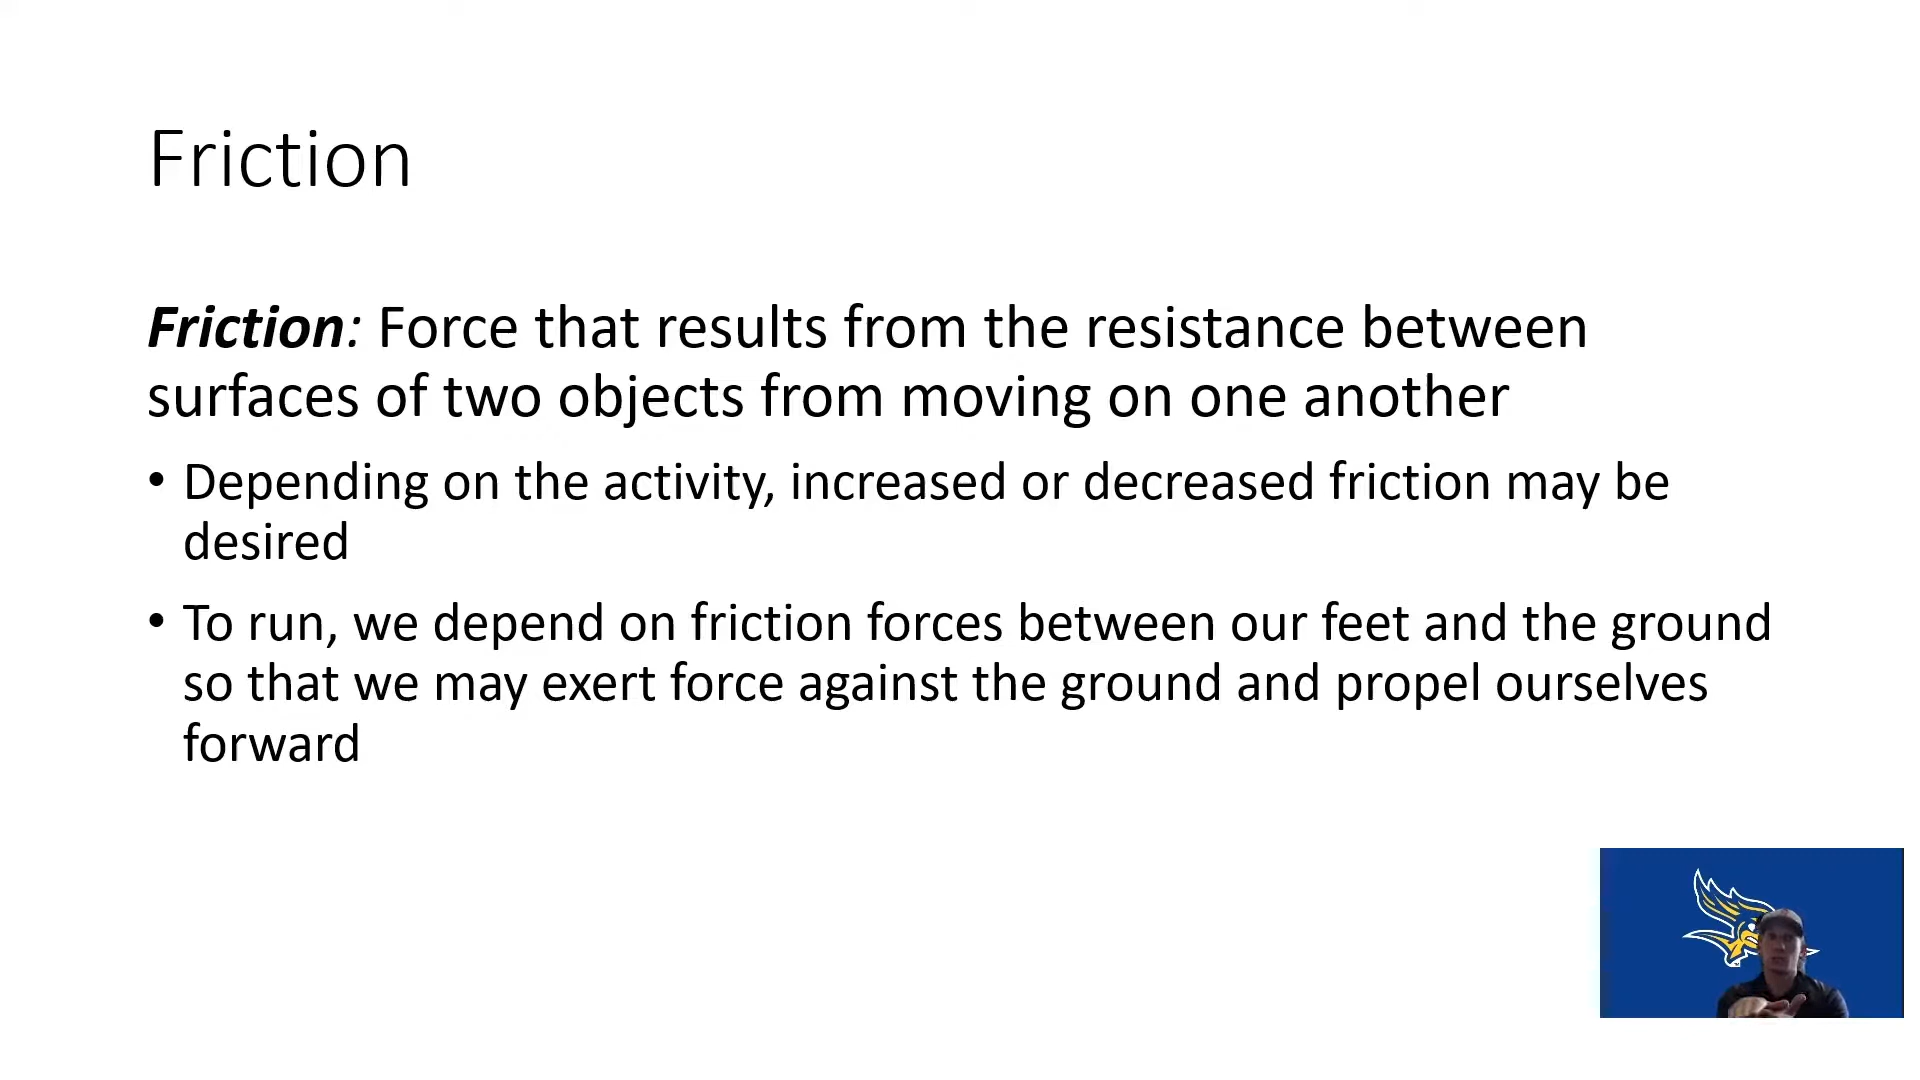 Friction
Friction: Force that results from the resistance between
surfaces of two objects from moving on one another
• Depending on the activity, increased or decreased friction may be
desired
• To run, we depend on friction forces between our feet and the ground
so that we may exert force against the ground and propel ourselves
forward